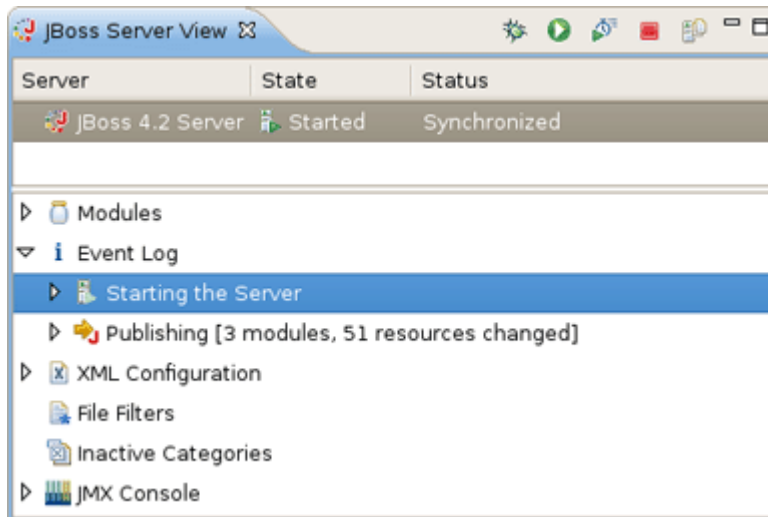 JBoss Server View
Server State Status
JBoss 4.2 Server Started Synchronized
Modules
Event Log
Starting the Server
Publishing [3 modules, 51 resources changed]
XML Configuration
File Filters
Inactive Categories
JMX Console